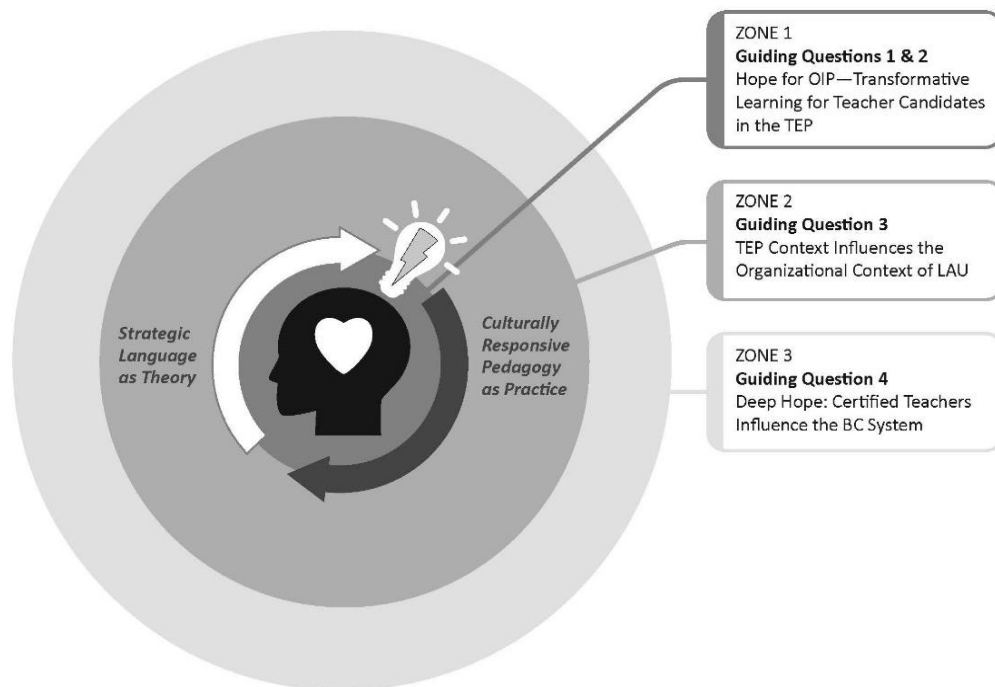 ZONE 1
Guiding Questions 1 & 2
Hope for OIP—Transformative
Learning for Teacher Candidates
in the TEP
ZONE 2
Guiding Question 3
TEP Context Influences the
Organizational Context of LAU
Strategic
Language
as Theory
Culturally
Responsive
Pedagogy
as Practice
ZONE 3
Guiding Question 4
Deep Hope: Certified Teachers
Influence the BC System